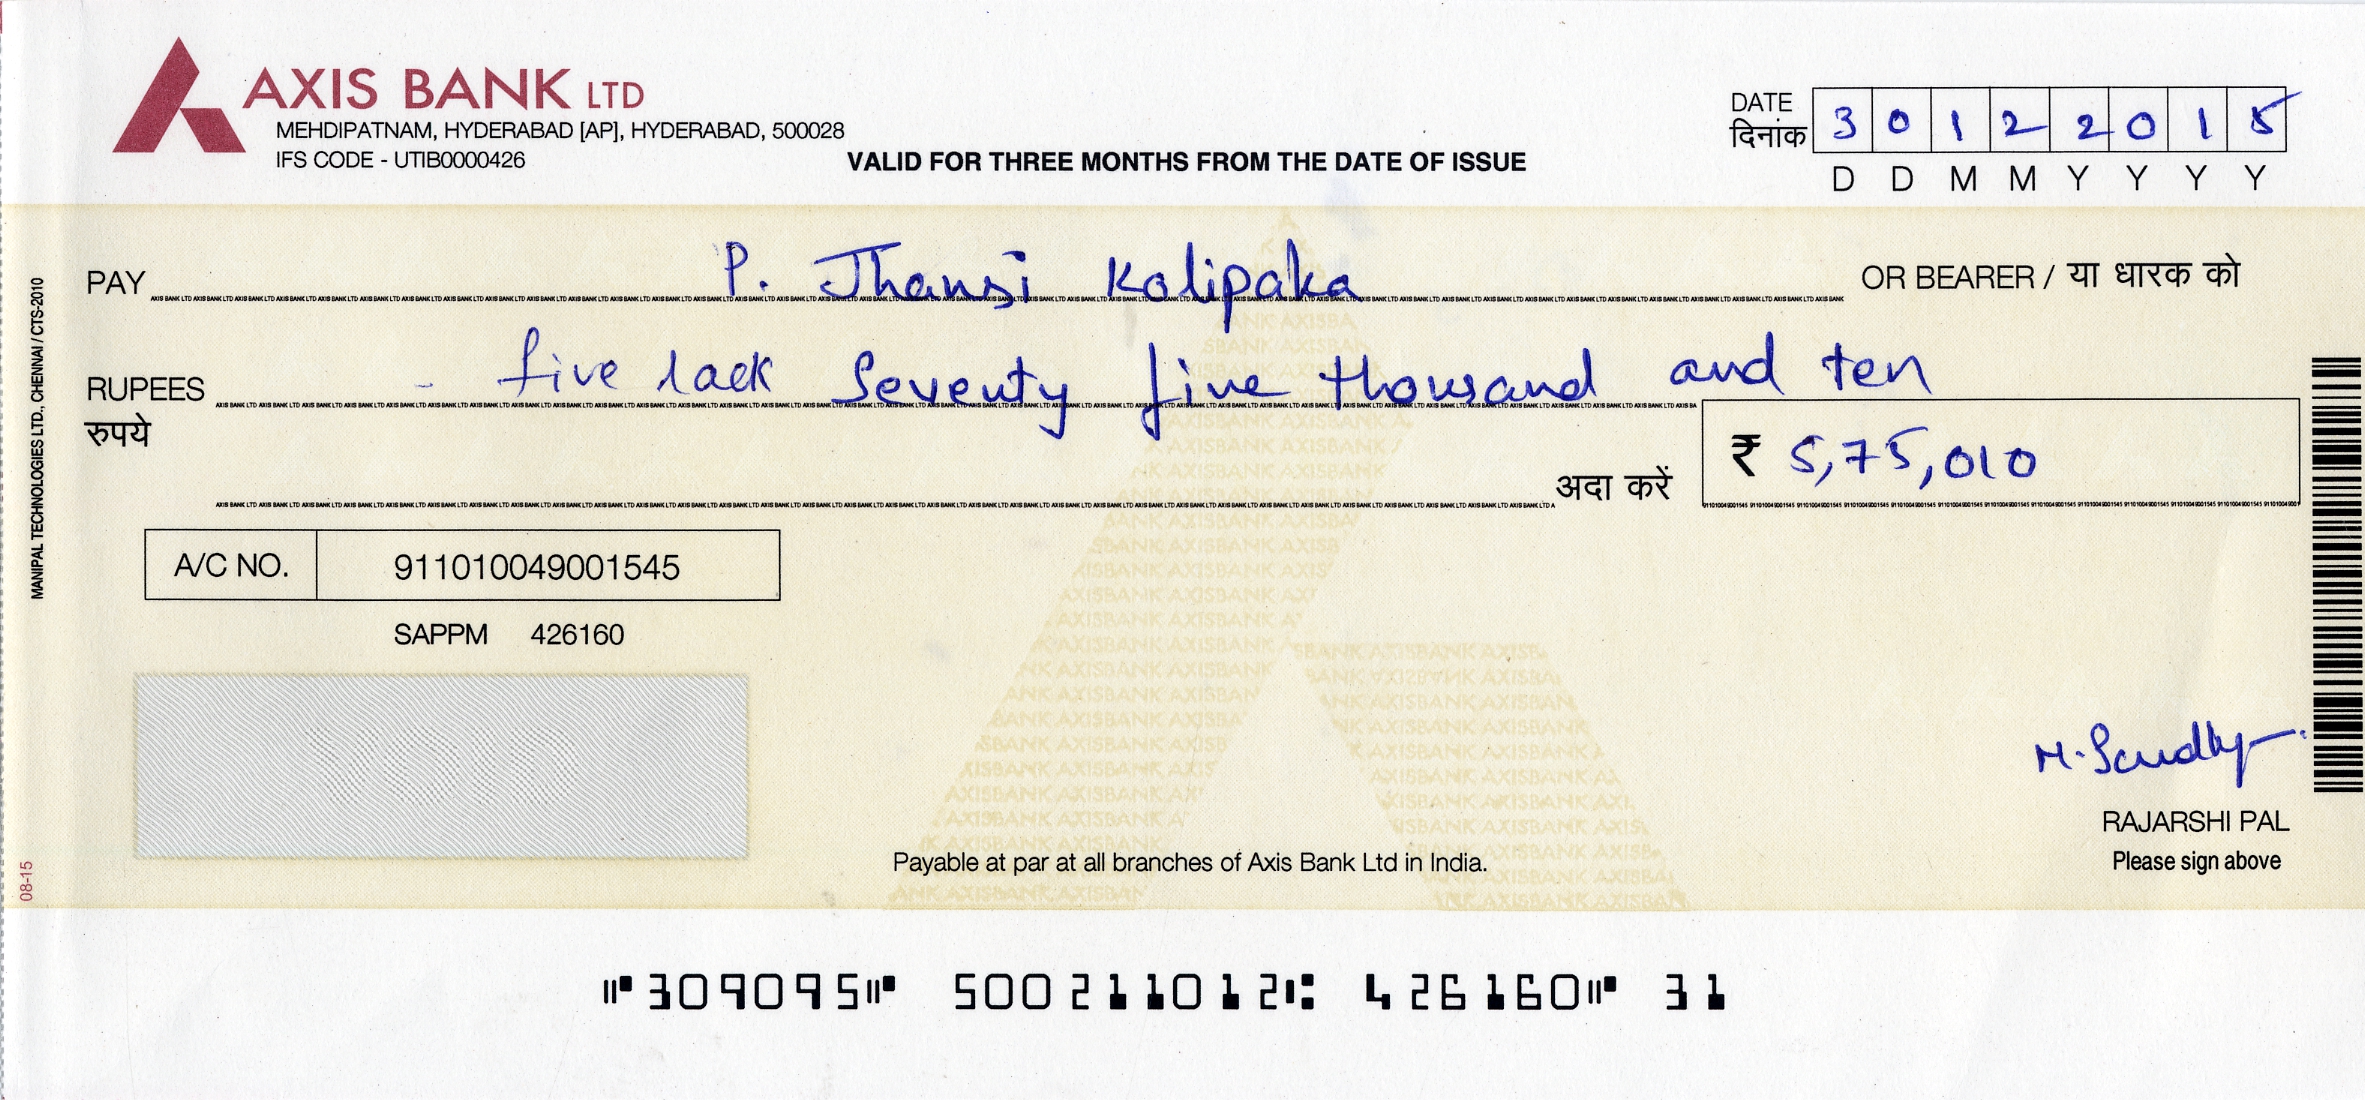 AXIS BANK LTD
MEHDIPATNAM, HYDERABAD [AP], HYDERABAD, 500028
IFS CODE - UTIB0000426
VALID FOR THREE MONTHS FROM THE DATE OF ISSUE
DATE
दिनांक
3 0 1 2 2 0 1 5
D D M M Y Y Y Y
PAY P. Jhansi Kolipaka OR BEARER / या धारक को
RUPEES five lack Seventy five thousand and ten
रुपये
अदा करें ₹ 5,75,010
A/C NO. 911010049001545
SAPPM 426160
VOID
RAJARSHI PAL
Please sign above
Payable at par at all branches of Axis Bank Ltd in India.
MANIPAL TECHNOLOGIES LTD., CHENNAI / CTS-2010
08-15
⑈309095⑈ 500211012⑆ 426160⑈ 31